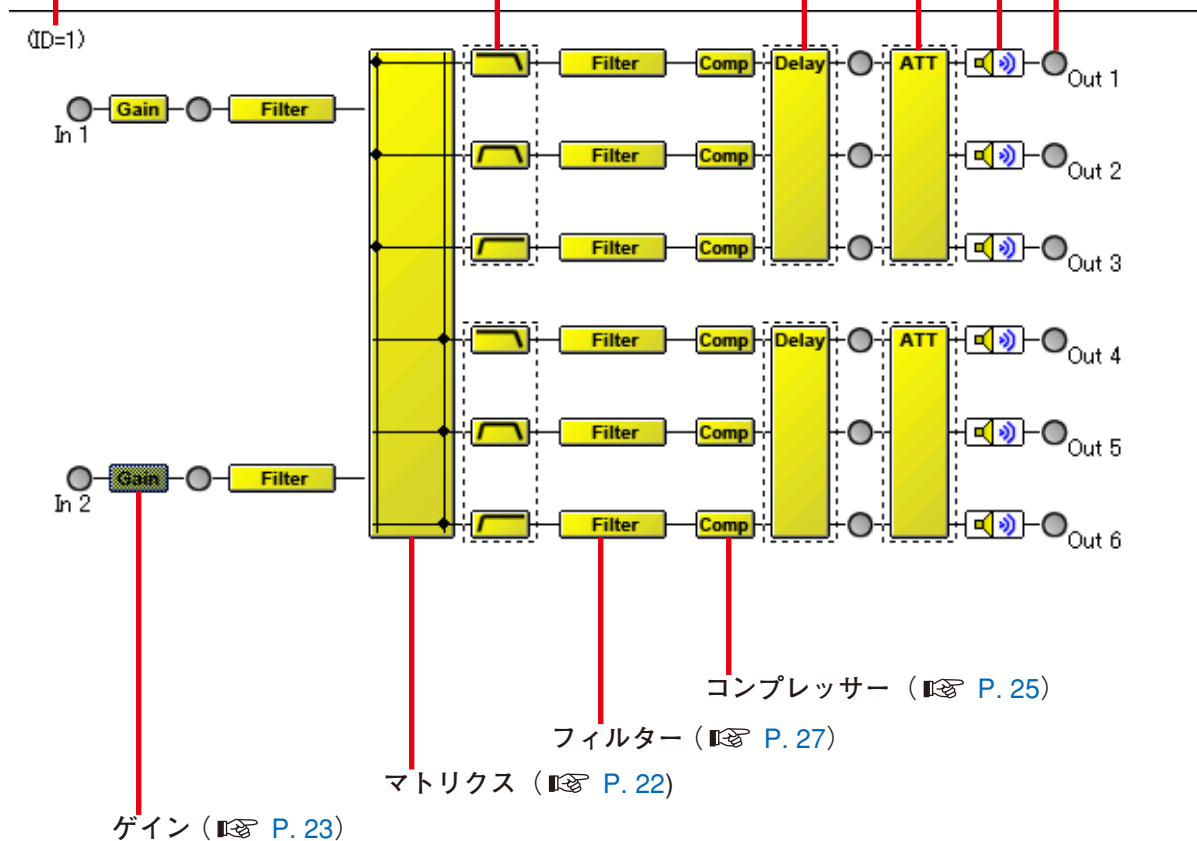 (ID=1)
Filter Comp Delay ATT Out 1
In 1 Gain Filter
Filter Comp Out 2
Filter Comp Out 3
Filter Comp Delay ATT Out 4
Filter Comp Out 5
In 2 Gain Filter
Filter Comp Out 6
コンプレッサー（☞ P. 25）
フィルター（☞ P. 27）
マトリクス（☞ P. 22)
ゲイン（☞ P. 23）